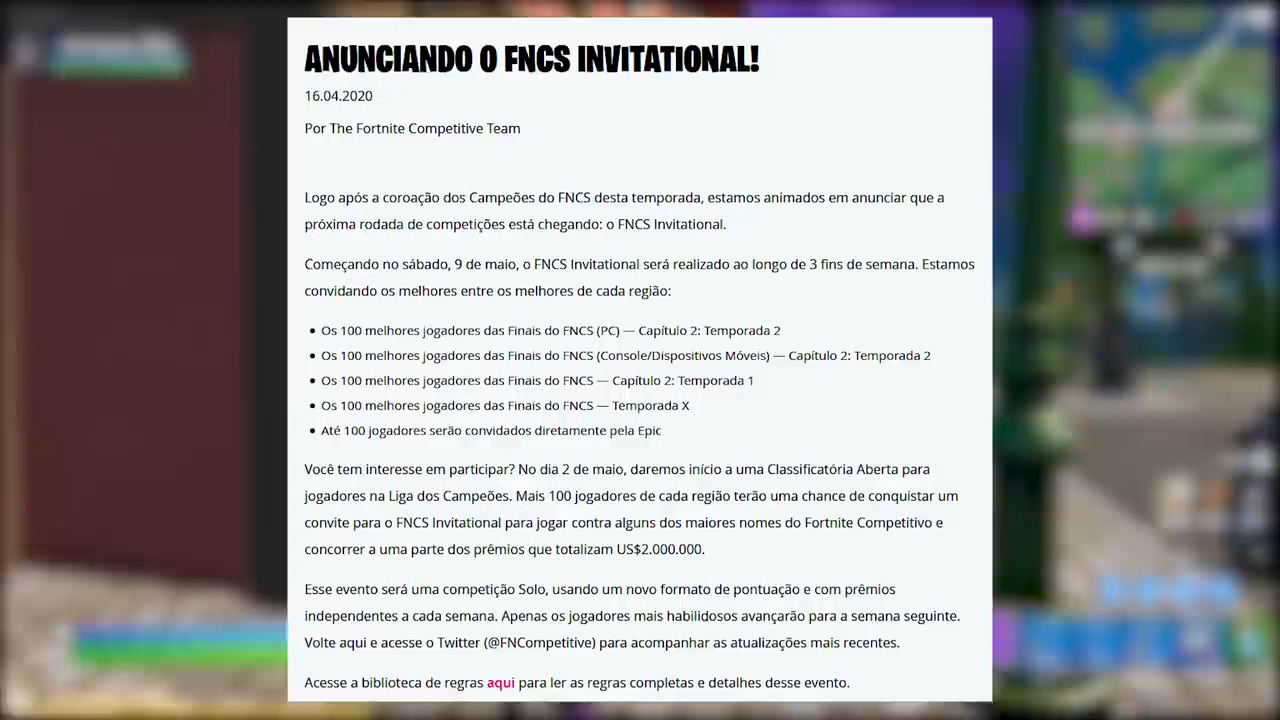 ANUNCIANDO O FNCS INVITATIONAL!
16.04.2020
Por The Fortnite Competitive Team
Logo após a coroação dos Campeões do FNCS desta temporada, estamos animados em anunciar que a
próxima rodada de competições está chegando: o FNCS Invitational.
Começando no sábado, 9 de maio, o FNCS Invitational será realizado ao longo de 3 fins de semana. Estamos
convidando os melhores entre os melhores de cada região:
• Os 100 melhores jogadores das Finais do FNCS (PC) — Capítulo 2: Temporada 2
• Os 100 melhores jogadores das Finais do FNCS (Console/Dispositivos Móveis) — Capítulo 2: Temporada 2
• Os 100 melhores jogadores das Finais do FNCS — Capítulo 2: Temporada 1
• Os 100 melhores jogadores das Finais do FNCS — Temporada X
• Até 100 jogadores serão convidados diretamente pela Epic
Você tem interesse em participar? No dia 2 de maio, daremos início a uma Classificatória Aberta para
jogadores na Liga dos Campeões. Mais 100 jogadores de cada região terão uma chance de conquistar um
convite para o FNCS Invitational para jogar contra alguns dos maiores nomes do Fortnite Competitivo e
concorrer a uma parte dos prêmios que totalizam US$2.000.000.
Esse evento será uma competição Solo, usando um novo formato de pontuação e com prêmios
independentes a cada semana. Apenas os jogadores mais habilidosos avançarão para a semana seguinte.
Volte aqui e acesse o Twitter (@FNCompetitive) para acompanhar as atualizações mais recentes.
Acesse a biblioteca de regras aqui para ler as regras completas e detalhes desse evento.